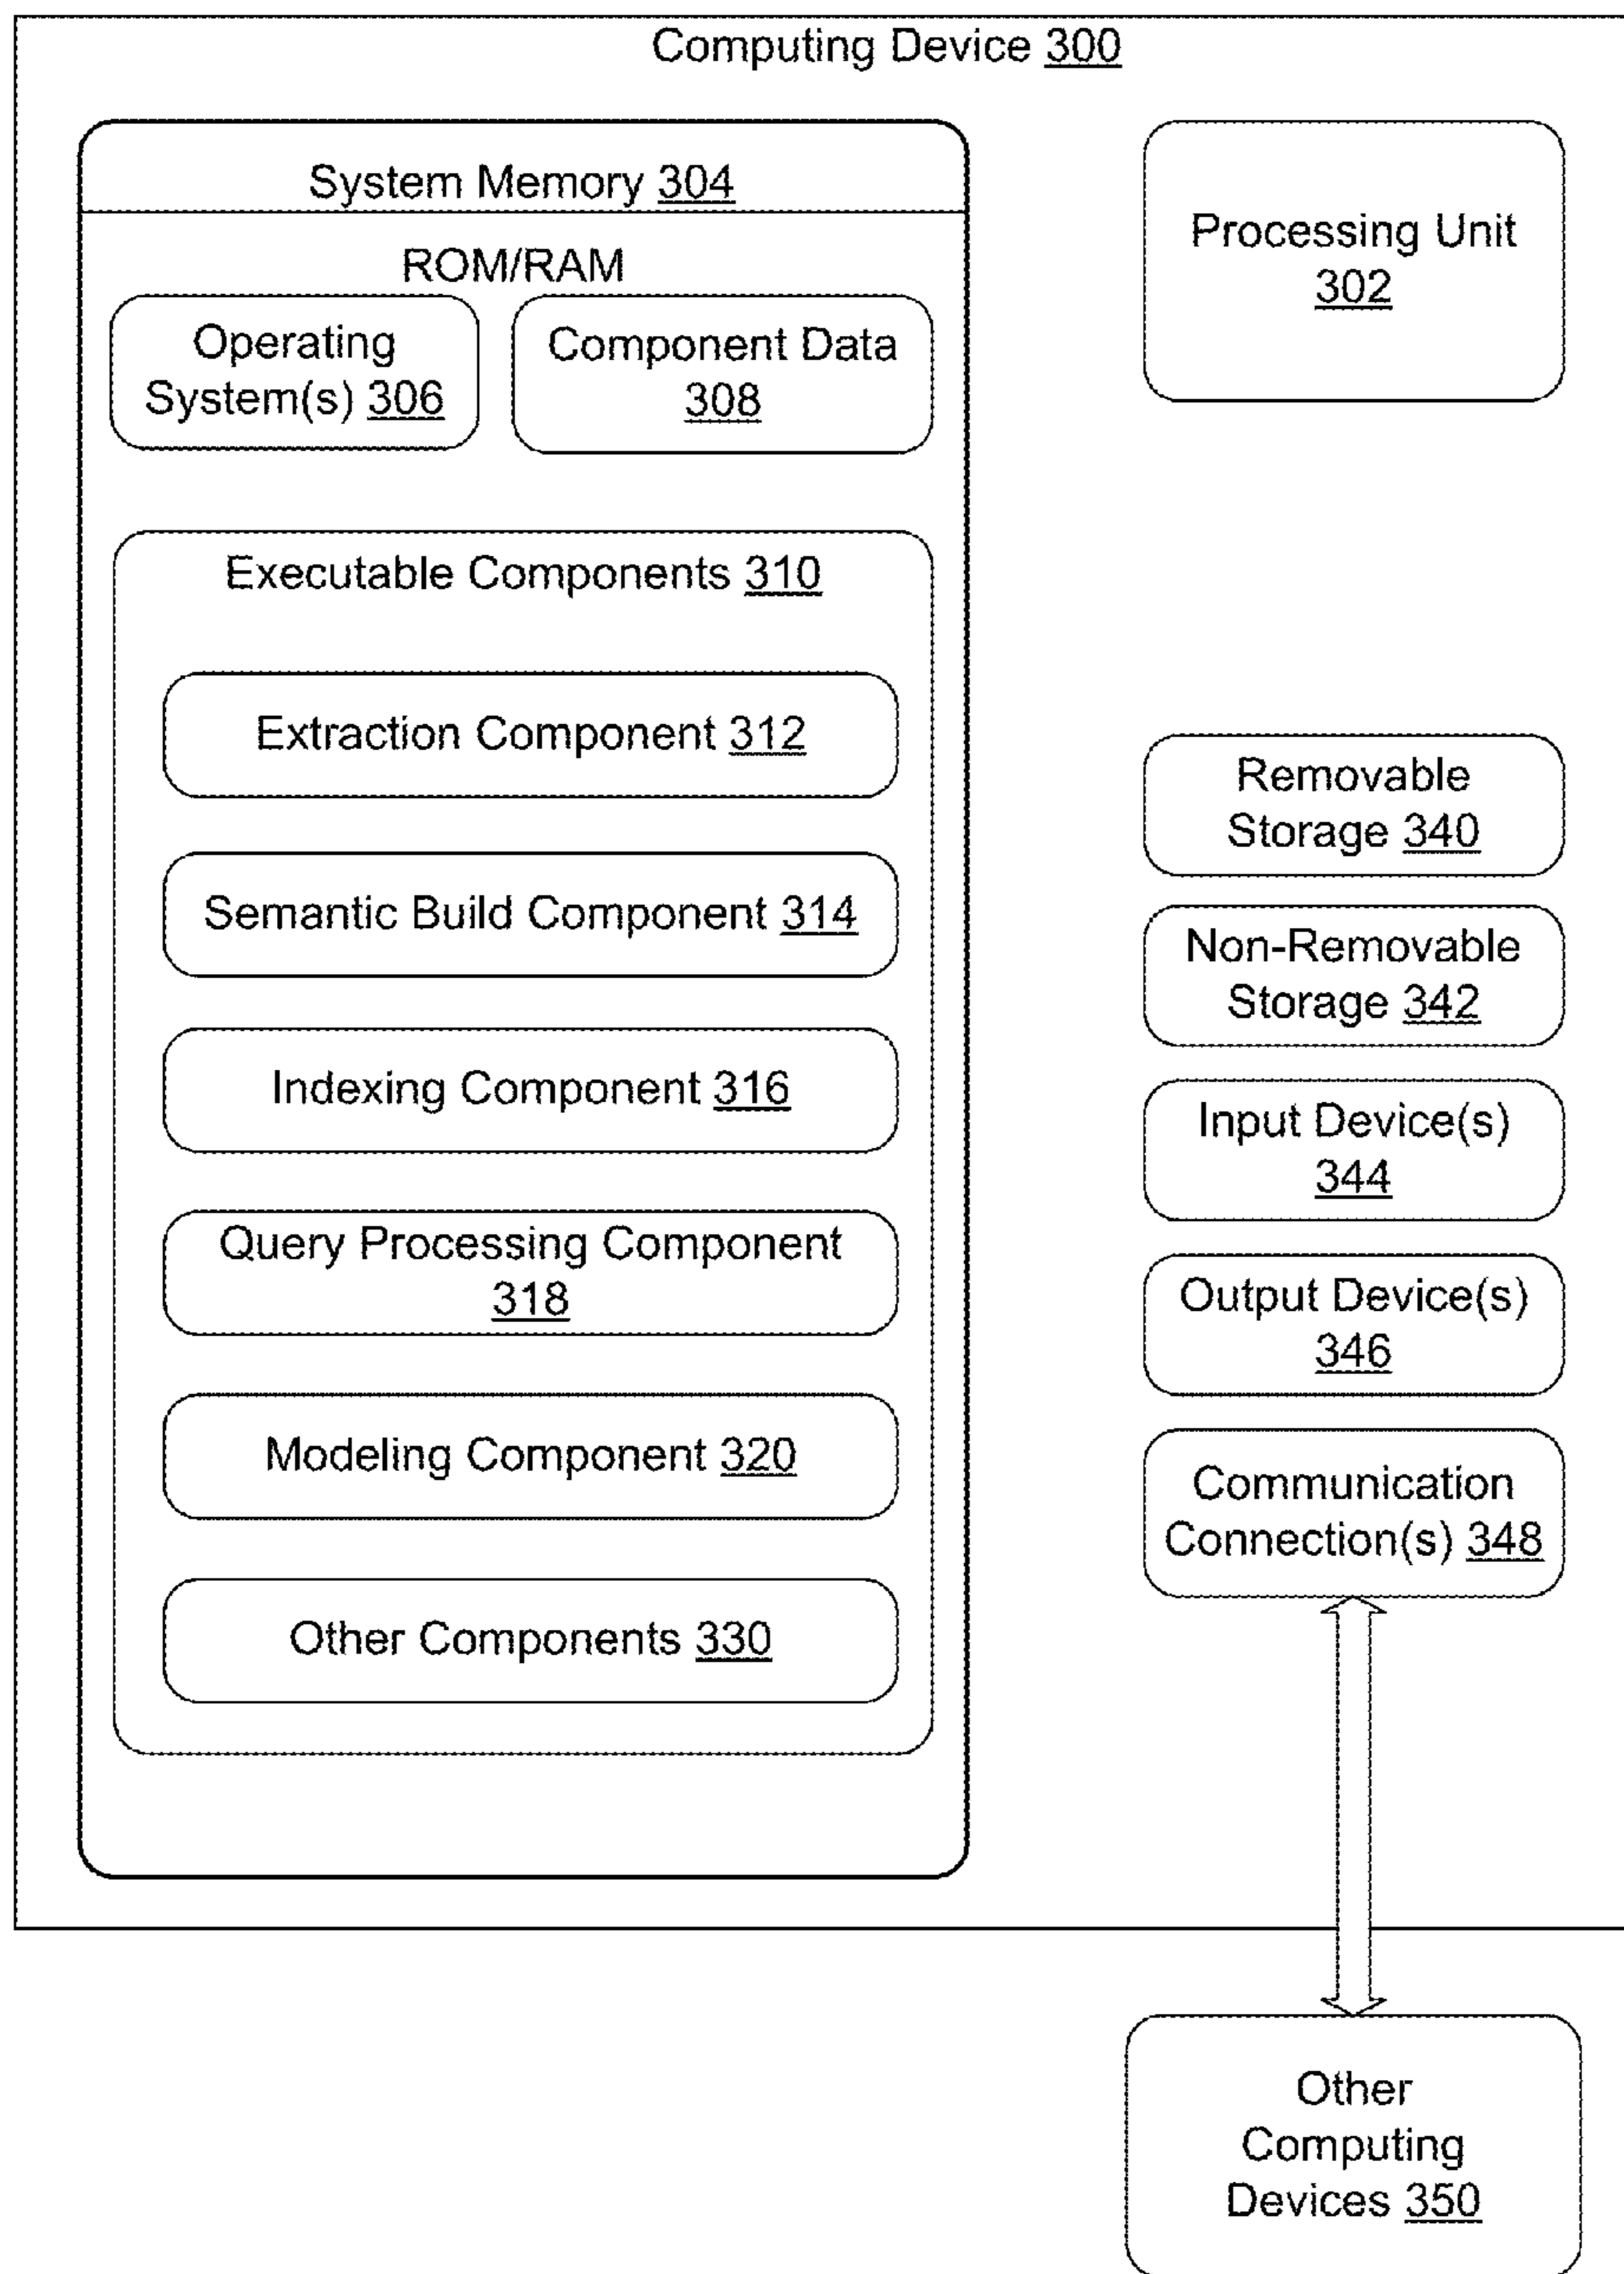 Computing Device 300
System Memory 304
ROM/RAM
Operating
System(s) 306
Component Data
308
Executable Components 310
Extraction Component 312
Semantic Build Component 314
Indexing Component 316
Query Processing Component
318
Modeling Component 320
Other Components 330
Processing Unit
302
Removable
Storage 340
Non-Removable
Storage 342
Input Device(s)
344
Output Device(s)
346
Communication
Connection(s) 348
Other
Computing
Devices 350